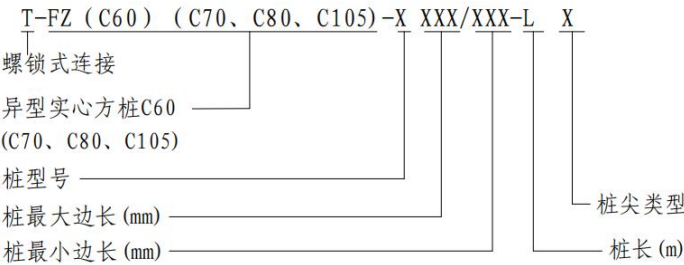 T-FZ(C60)(C70、C80、C105)-X XXX/XXX-L X
螺锁式连接
异型实心方桩C60
(C70、C80、C105)
桩型号
桩尖类型
桩最大边长(mm)
桩最小边长(mm)
桩长(m)